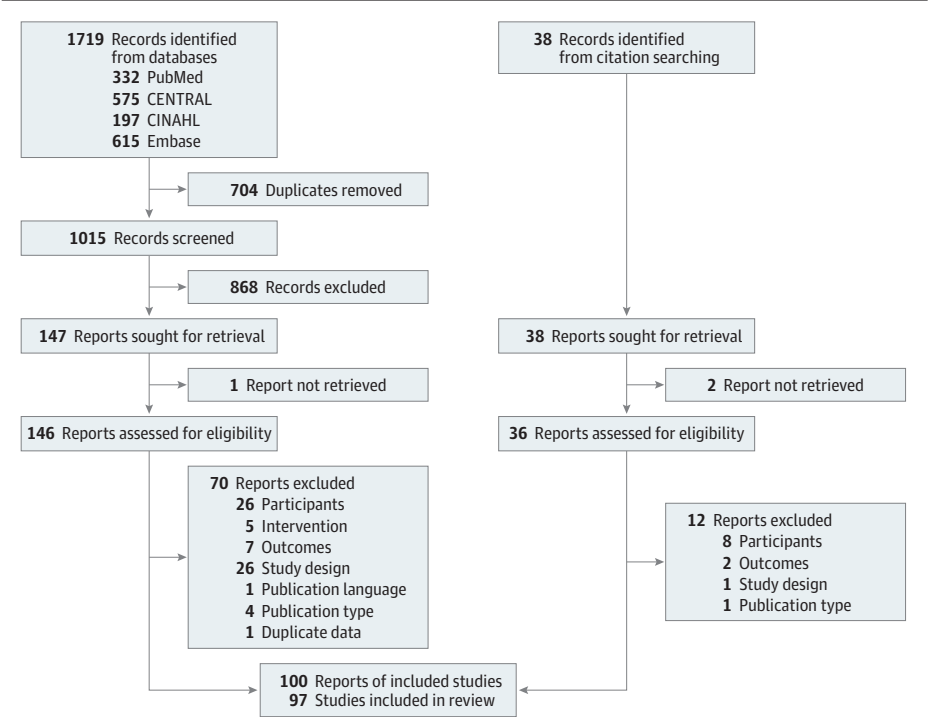 1719 Records identified
from databases
332 PubMed
575 CENTRAL
197 CINAHL
615 Embase
704 Duplicates removed
1015 Records screened
868 Records excluded
147 Reports sought for retrieval
1 Report not retrieved
146 Reports assessed for eligibility
70 Reports excluded
26 Participants
5 Intervention
7 Outcomes
26 Study design
1 Publication language
4 Publication type
1 Duplicate data
38 Records identified
from citation searching
38 Reports sought for retrieval
2 Report not retrieved
36 Reports assessed for eligibility
12 Reports excluded
8 Participants
2 Outcomes
1 Study design
1 Publication type
100 Reports of included studies
97 Studies included in review